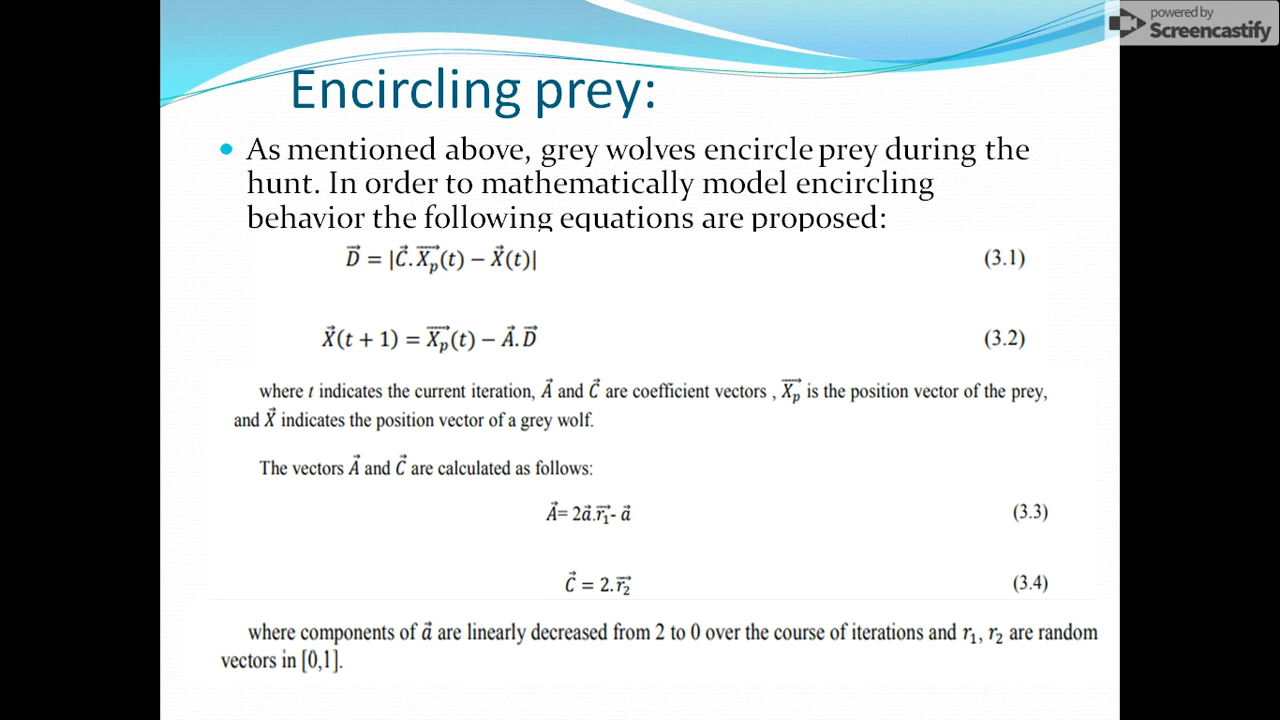 powered by
Screencastify
Encircling prey:
• As mentioned above, grey wolves encircle prey during the
hunt. In order to mathematically model encircling
behavior the following equations are proposed:
D⃗ = |C⃗.X⃗ₚ(t) − X⃗(t)| (3.1)
X⃗(t + 1) = X⃗ₚ(t) − A⃗.D⃗ (3.2)
where t indicates the current iteration, A⃗ and C⃗ are coefficient vectors , X⃗ₚ is the position vector of the prey,
and X⃗ indicates the position vector of a grey wolf.
The vectors A⃗ and C⃗ are calculated as follows:
A⃗= 2a⃗.r⃗₁- a⃗ (3.3)
C⃗ = 2.r⃗₂ (3.4)
where components of a⃗ are linearly decreased from 2 to 0 over the course of iterations and r₁, r₂ are random
vectors in [0,1].